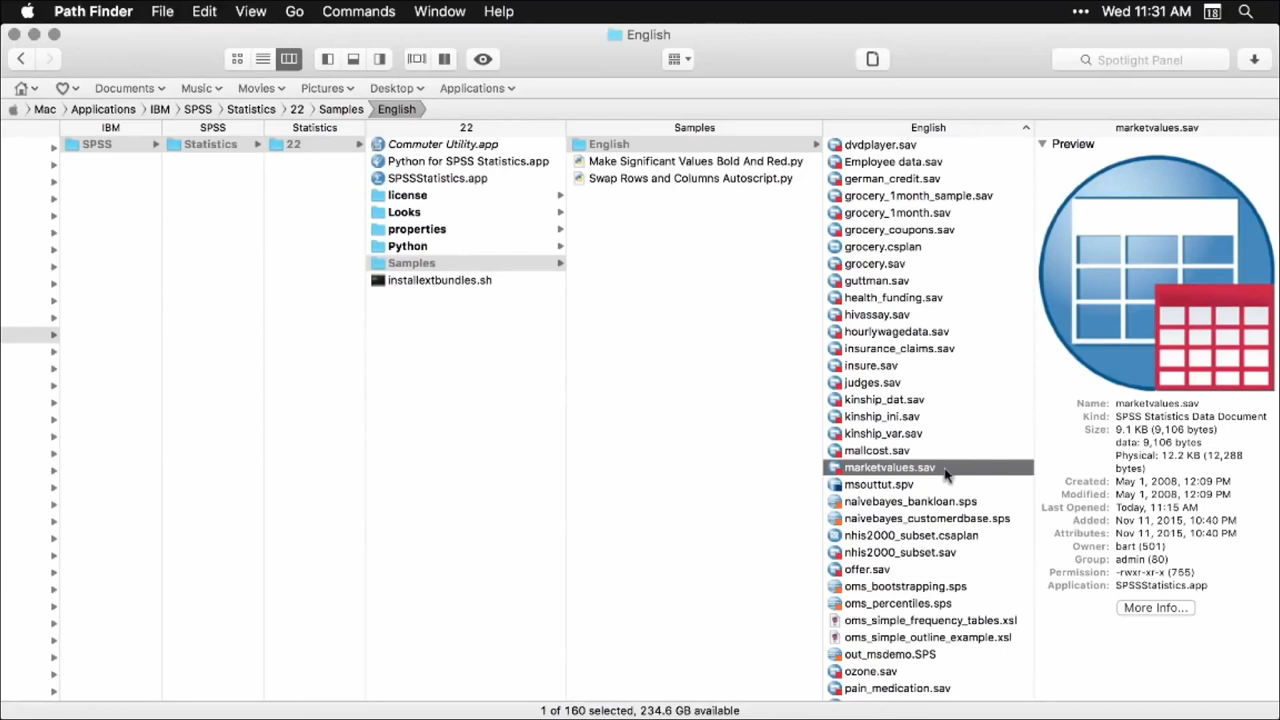 Path Finder File Edit View Go Commands Window Help ••• Wed 11:31 AM 18
English
Spotlight Panel
Documents Music Movies Pictures Desktop Applications
Mac Applications IBM SPSS Statistics 22 Samples English
IBM SPSS Statistics 22 Samples English marketvalues.sav
SPSS
Statistics
22
Commuter Utility.app
Python for SPSS Statistics.app
SPSSStatistics.app
license
Looks
properties
Python
Samples
installextbundles.sh
English
Make Significant Values Bold And Red.py
Swap Rows and Columns Autoscript.py
dvdplayer.sav
Employee data.sav
german_credit.sav
grocery_1month_sample.sav
grocery_1month.sav
grocery_coupons.sav
grocery.csplan
grocery.sav
guttman.sav
health_funding.sav
hivassay.sav
hourlywagedata.sav
insurance_claims.sav
insure.sav
judges.sav
kinship_dat.sav
kinship_ini.sav
kinship_var.sav
mallcost.sav
marketvalues.sav
msouttut.spv
naivebayes_bankloan.sps
naivebayes_customerdbase.sps
nhis2000_subset.csaplan
nhis2000_subset.sav
offer.sav
oms_bootstrapping.sps
oms_percentiles.sps
oms_simple_frequency_tables.xsl
oms_simple_outline_example.xsl
out_msdemo.SPS
ozone.sav
pain_medication.sav
Preview
Name: marketvalues.sav
Kind: SPSS Statistics Data Document
Size: 9.1 KB (9,106 bytes)
data: 9,106 bytes
Physical: 12.2 KB (12,288
bytes)
Created: May 1, 2008, 12:09 PM
Modified: May 1, 2008, 12:09 PM
Last Opened: Today, 11:15 AM
Added: Nov 11, 2015, 10:40 PM
Attributes: Nov 11, 2015, 10:40 PM
Owner: bart (501)
Group: admin (80)
Permission: -rwxr-xr-x (755)
Application: SPSSStatistics.app
More Info...
1 of 160 selected, 234.6 GB available